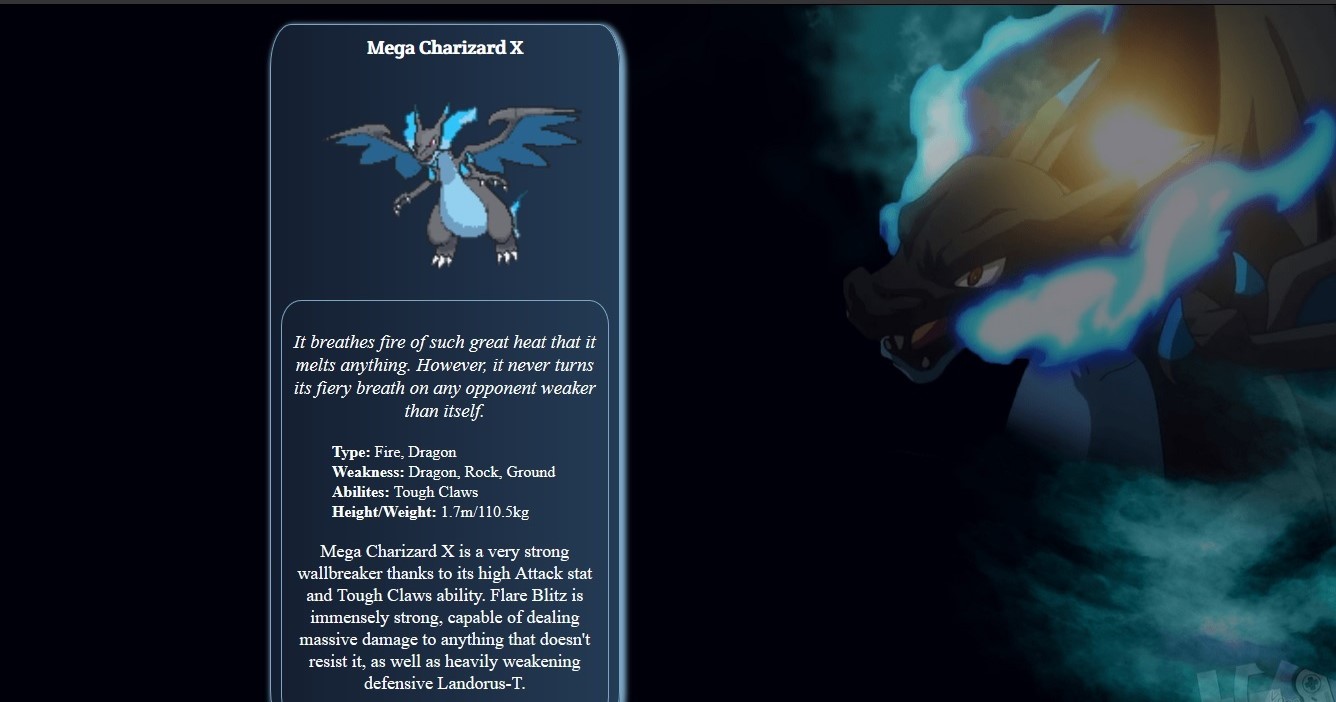 Mega Charizard X
It breathes fire of such great heat that it
melts anything. However, it never turns
its fiery breath on any opponent weaker
than itself.
Type: Fire, Dragon
Weakness: Dragon, Rock, Ground
Abilites: Tough Claws
Height/Weight: 1.7m/110.5kg
Mega Charizard X is a very strong
wallbreaker thanks to its high Attack stat
and Tough Claws ability. Flare Blitz is
immensely strong, capable of dealing
massive damage to anything that doesn't
resist it, as well as heavily weakening
defensive Landorus-T.